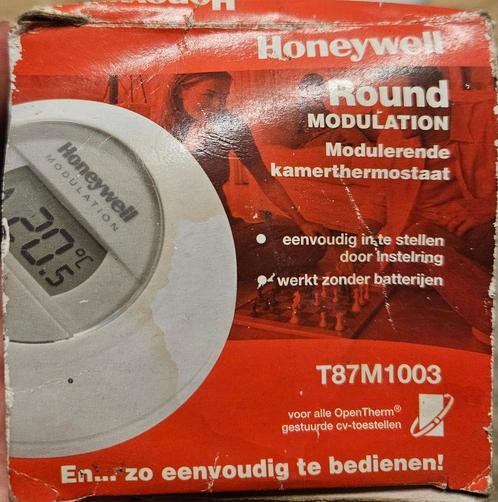 Honeywell
Honeywell
Round
MODULATION
Modulerende
kamerthermostaat
Honeywell
MODULATION
20.5 °C
eenvoudig in te stellen
door Instelring
werkt zonder batterijen
T87M1003
voor alle OpenTherm®
gestuurde cv-toestellen
En... zo eenvoudig te bedienen!